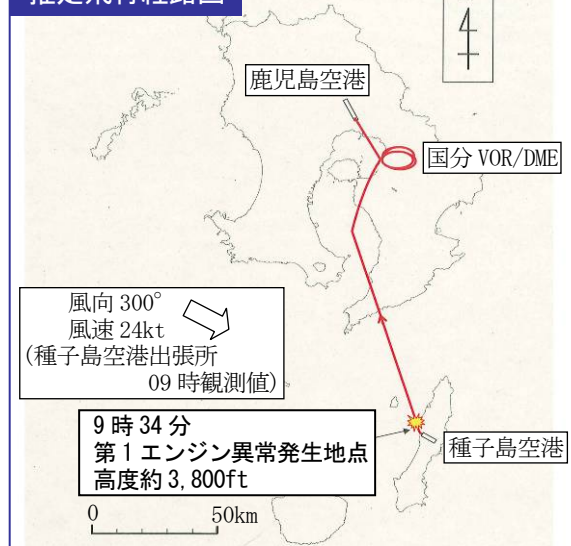 推定飛行経路図
鹿児島空港
国分 VOR/DME
風向 300°
風速 24kt
(種子島空港出張所
09 時観測値)
9 時 34 分
第 1 エンジン異常発生地点
高度約 3,800ft
種子島空港
0 50km